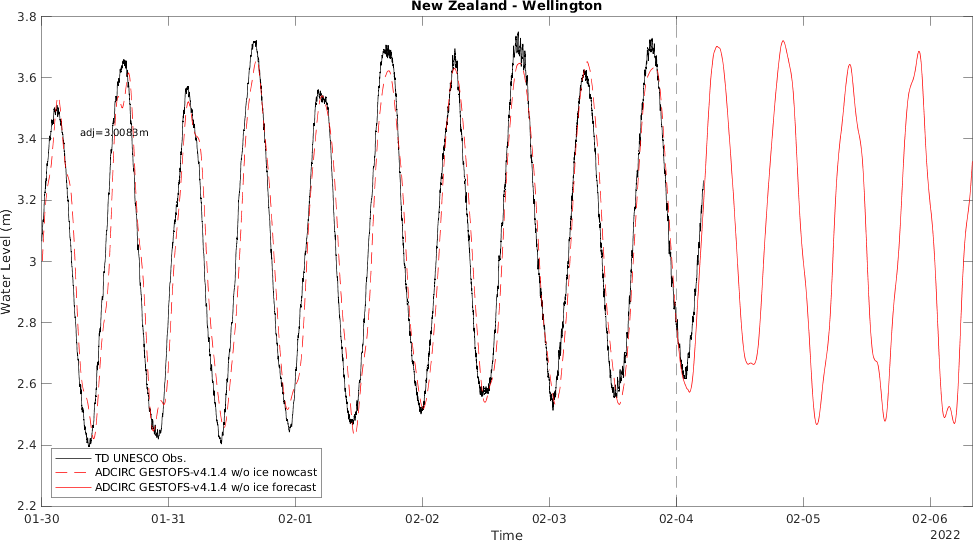 New Zealand - Wellington
3.8
3.6
3.4
3.2
3
2.8
2.6
2.4
2.2
Water Level (m)
adj=3.0083m
TD UNESCO Obs.
ADCIRC GESTOFS-v4.1.4 w/o ice nowcast
ADCIRC GESTOFS-v4.1.4 w/o ice forecast
01-30 01-31 02-01 02-02 02-03 02-04 02-05 02-06
Time
2022